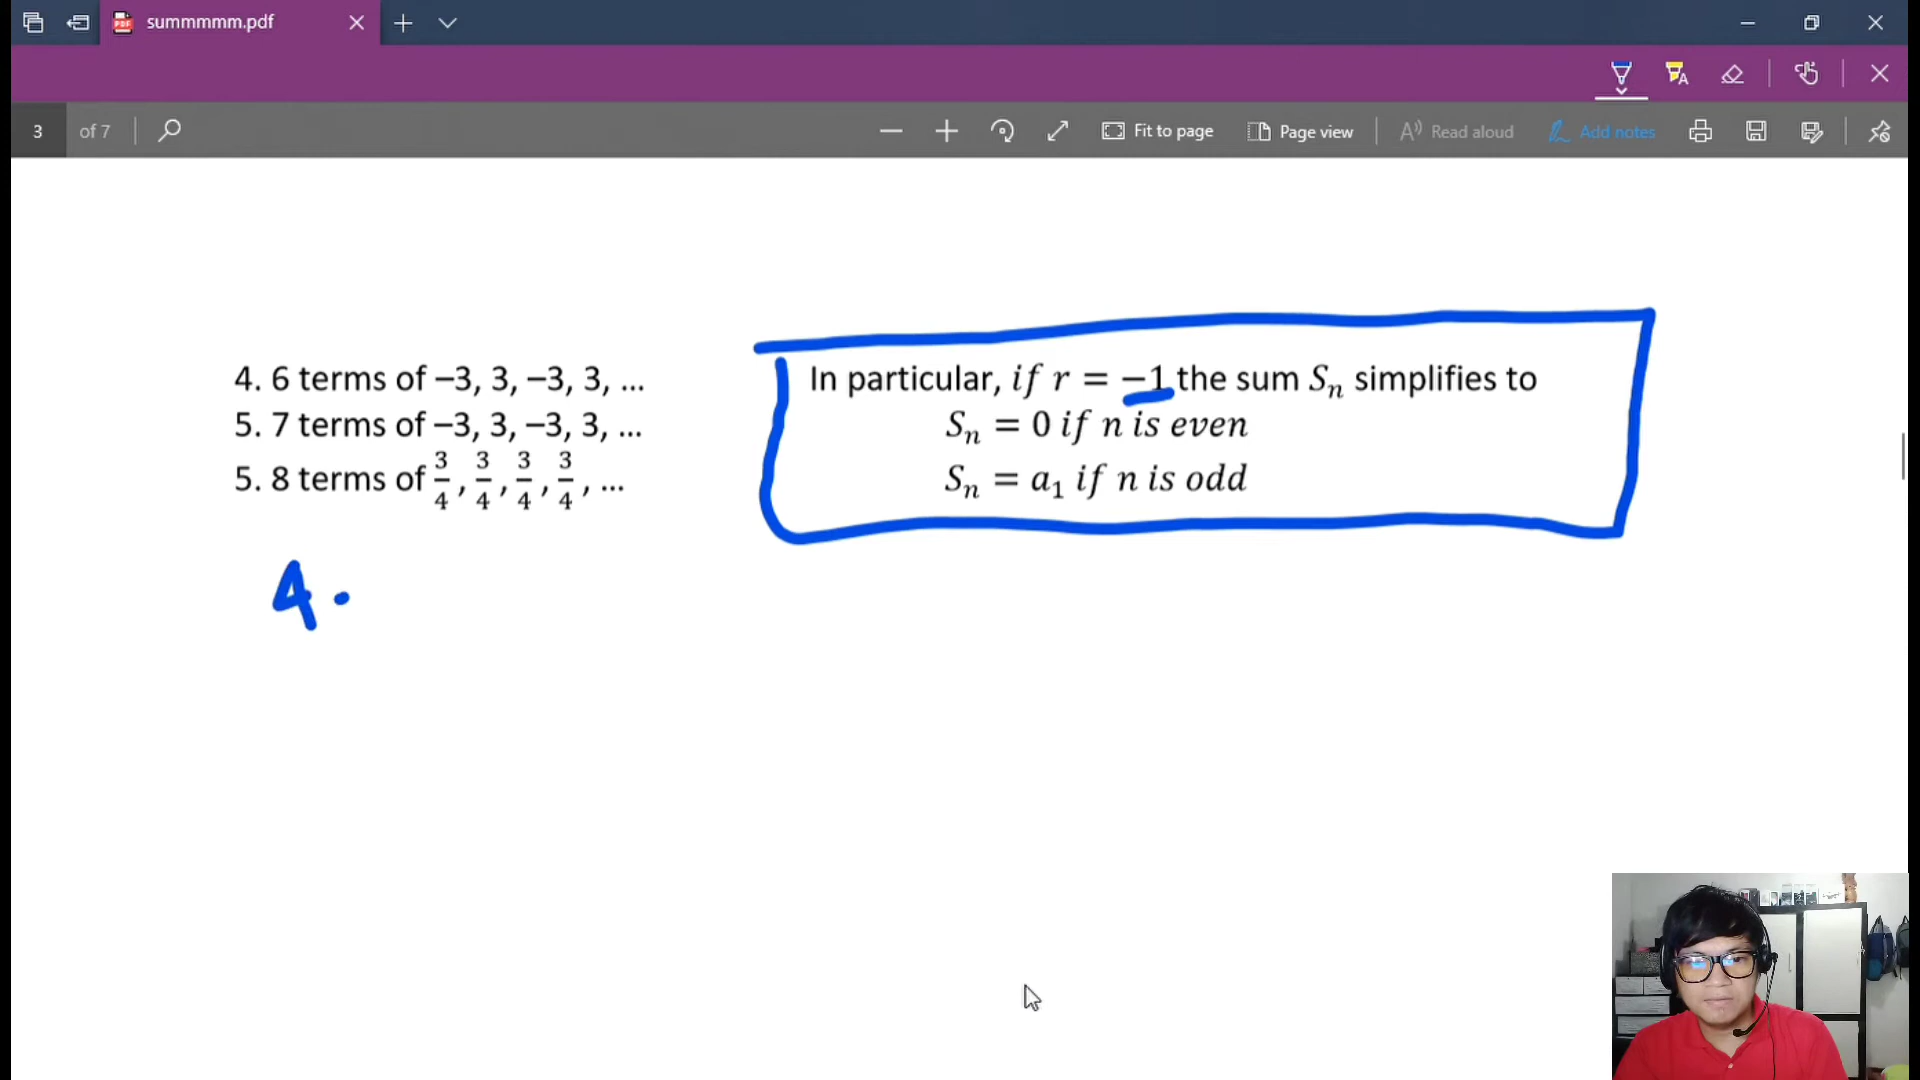 summmmm.pdf
3 of 7
Fit to page
Page view
Read aloud
Add notes
4. 6 terms of –3, 3, –3, 3, ...
5. 7 terms of –3, 3, –3, 3, ...
5. 8 terms of 3/4, 3/4, 3/4, 3/4, ...
In particular, if r = −1 the sum Sₙ simplifies to
Sₙ = 0 if n is even
Sₙ = a₁ if n is odd
4.